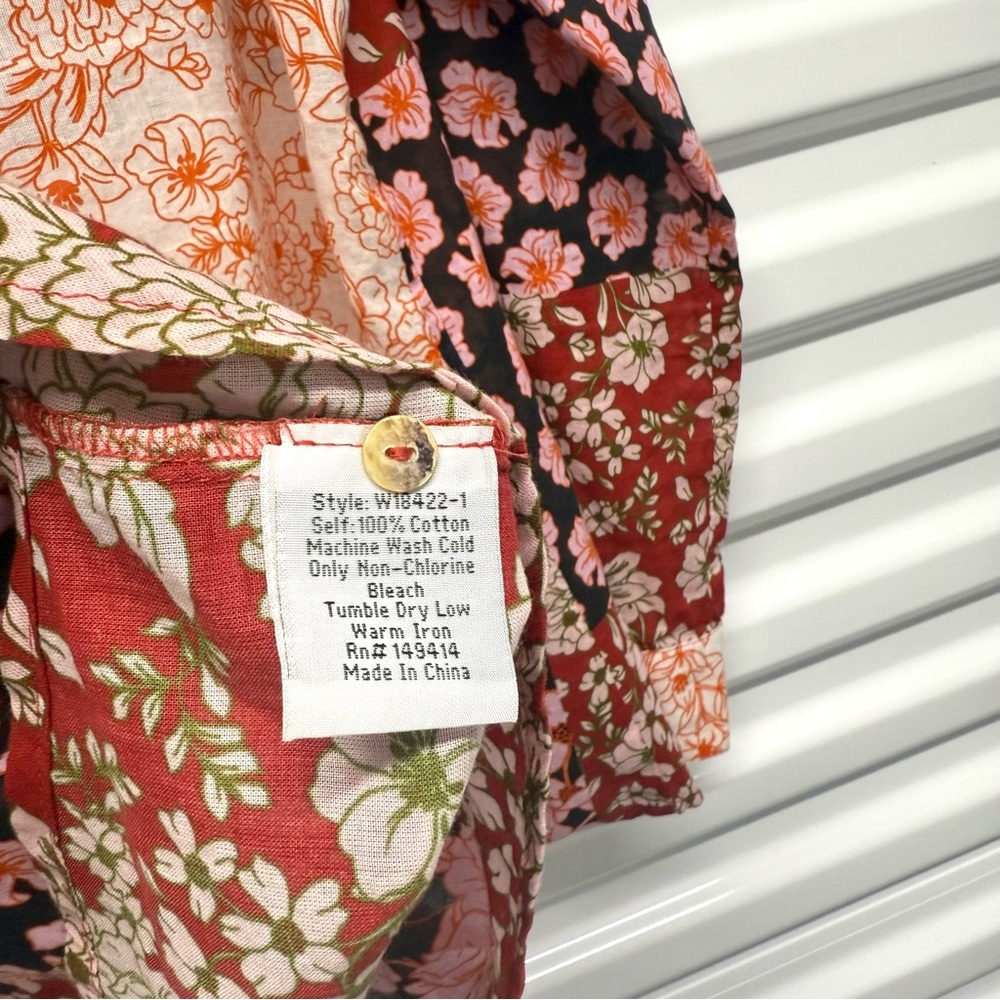 Style: W18422-1
Self:100% Cotton
Machine Wash Cold
Only Non-Chlorine
Bleach
Tumble Dry Low
Warm Iron
Rn# 149414
Made In China